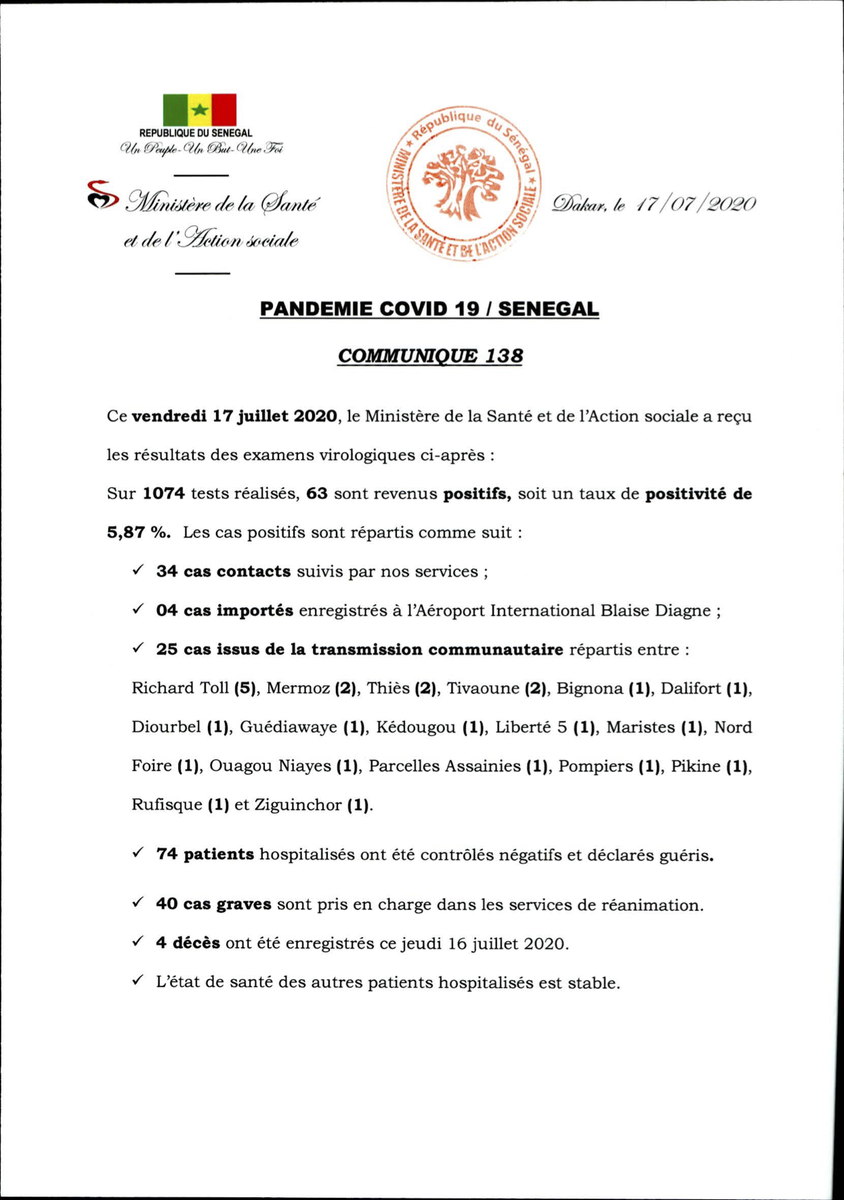 REPUBLIQUE DU SENEGAL
Un Peuple-Un But-Une Foi
Ministère de la Santé
et de l'Action sociale
★ République du Sénégal ★
MINISTÈRE DE LA SANTÉ ET DE L'ACTION SOCIALE
Dakar, le 17/07/2020
PANDEMIE COVID 19 / SENEGAL
COMMUNIQUE 138
Ce vendredi 17 juillet 2020, le Ministère de la Santé et de l'Action sociale a reçu
les résultats des examens virologiques ci-après :
Sur 1074 tests réalisés, 63 sont revenus positifs, soit un taux de positivité de
5,87 %. Les cas positifs sont répartis comme suit :
✓ 34 cas contacts suivis par nos services ;
✓ 04 cas importés enregistrés à l'Aéroport International Blaise Diagne ;
✓ 25 cas issus de la transmission communautaire répartis entre :
Richard Toll (5), Mermoz (2), Thiès (2), Tivaoune (2), Bignona (1), Dalifort (1),
Diourbel (1), Guédiawaye (1), Kédougou (1), Liberté 5 (1), Maristes (1), Nord
Foire (1), Ouagou Niayes (1), Parcelles Assainies (1), Pompiers (1), Pikine (1),
Rufisque (1) et Ziguinchor (1).
✓ 74 patients hospitalisés ont été contrôlés négatifs et déclarés guéris.
✓ 40 cas graves sont pris en charge dans les services de réanimation.
✓ 4 décès ont été enregistrés ce jeudi 16 juillet 2020.
✓ L'état de santé des autres patients hospitalisés est stable.